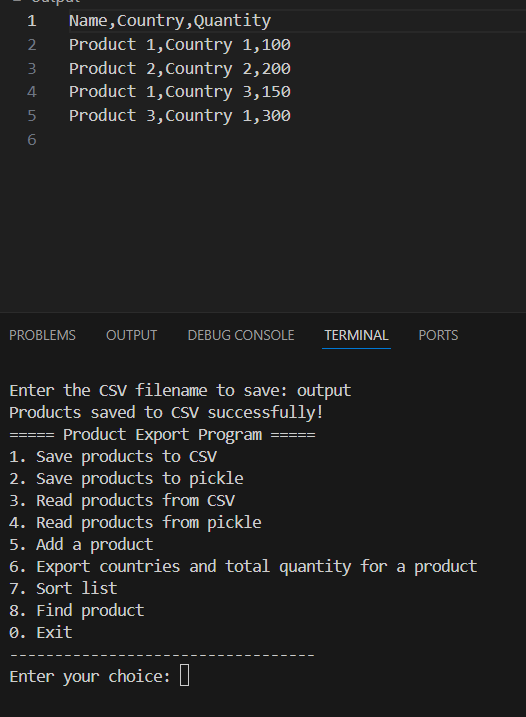 output
1 Name,Country,Quantity
2 Product 1,Country 1,100
3 Product 2,Country 2,200
4 Product 1,Country 3,150
5 Product 3,Country 1,300
6
PROBLEMS OUTPUT DEBUG CONSOLE TERMINAL PORTS
Enter the CSV filename to save: output
Products saved to CSV successfully!
===== Product Export Program =====
1. Save products to CSV
2. Save products to pickle
3. Read products from CSV
4. Read products from pickle
5. Add a product
6. Export countries and total quantity for a product
7. Sort list
8. Find product
0. Exit
----------------------------------
Enter your choice: